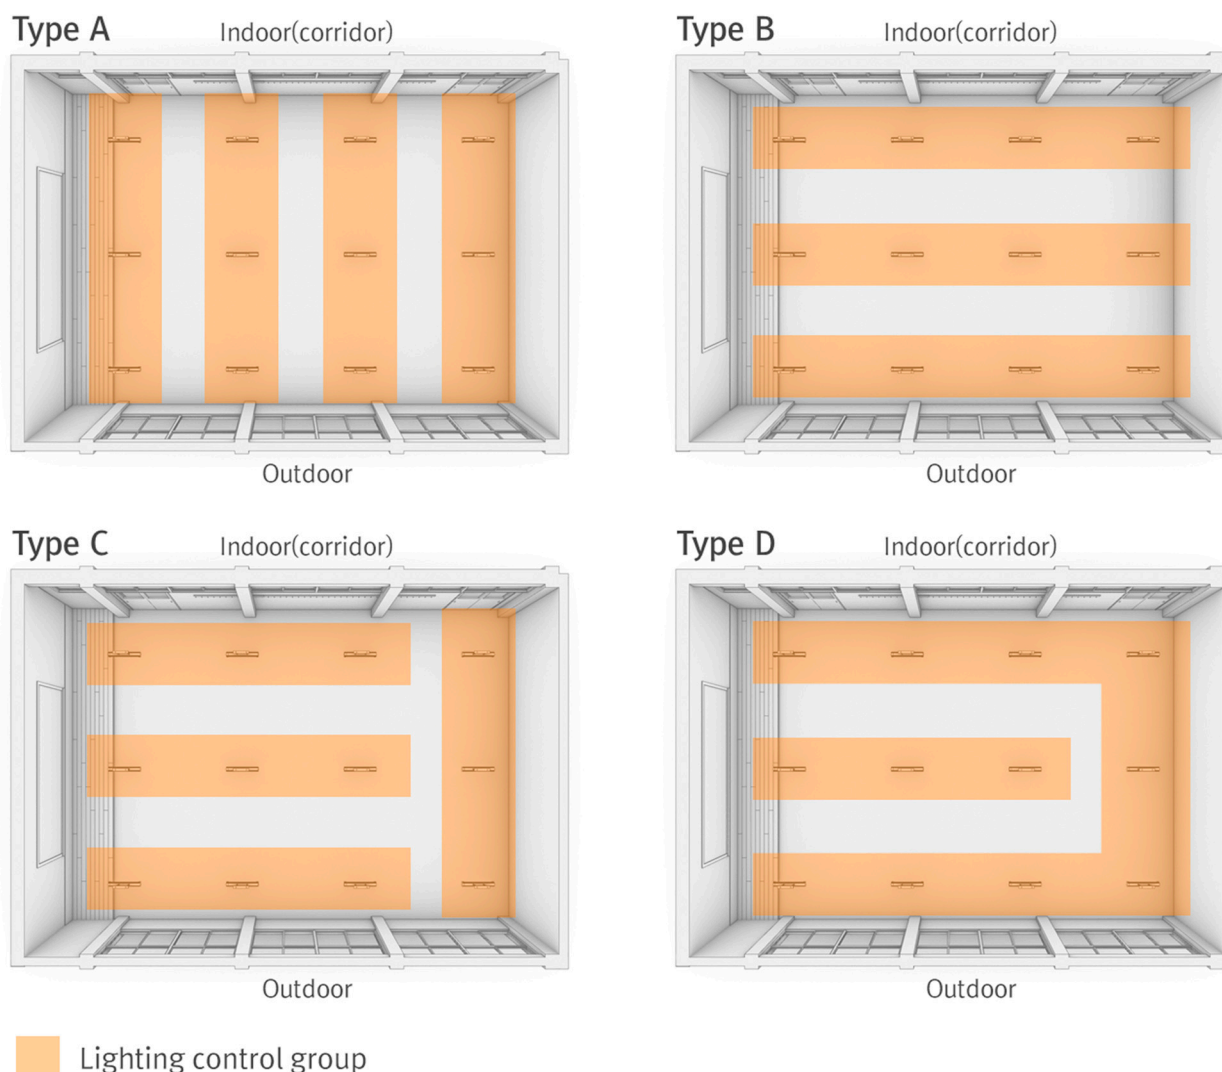 Type A
Indoor(corridor)
Type B
Indoor(corridor)
Outdoor
Outdoor
Type C
Indoor(corridor)
Type D
Indoor(corridor)
Outdoor
Outdoor
Lighting control group